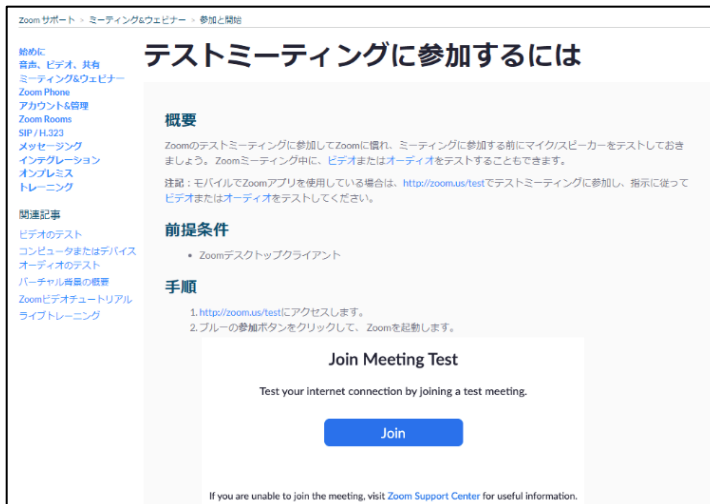 Zoom サポート > ミーティング&ウェビナー > 参加と開始
始めに
音声、ビデオ、共有
ミーティング&ウェビナー
Zoom Phone
アカウント&管理
Zoom Rooms
SIP / H.323
メッセージング
インテグレーション
オンプレミス
トレーニング
関連記事
ビデオのテスト
コンピュータまたはデバイス
オーディオのテスト
バーチャル背景の概要
Zoomビデオチュートリアル
ライブトレーニング
テストミーティングに参加するには
概要
Zoomのテストミーティングに参加してZoomに慣れ、ミーティングに参加する前にマイク/スピーカーをテストしておき
ましょう。 Zoomミーティング中に、ビデオまたはオーディオをテストすることもできます。
注記：モバイルでZoomアプリを使用している場合は、http://zoom.us/testでテストミーティングに参加し、指示に従って
ビデオまたはオーディオをテストしてください。
前提条件
• Zoomデスクトップクライアント
手順
1. http://zoom.us/testにアクセスします。
2. ブルーの参加ボタンをクリックして、 Zoomを起動します。
Join Meeting Test
Test your internet connection by joining a test meeting.
Join
If you are unable to join the meeting, visit Zoom Support Center for useful information.